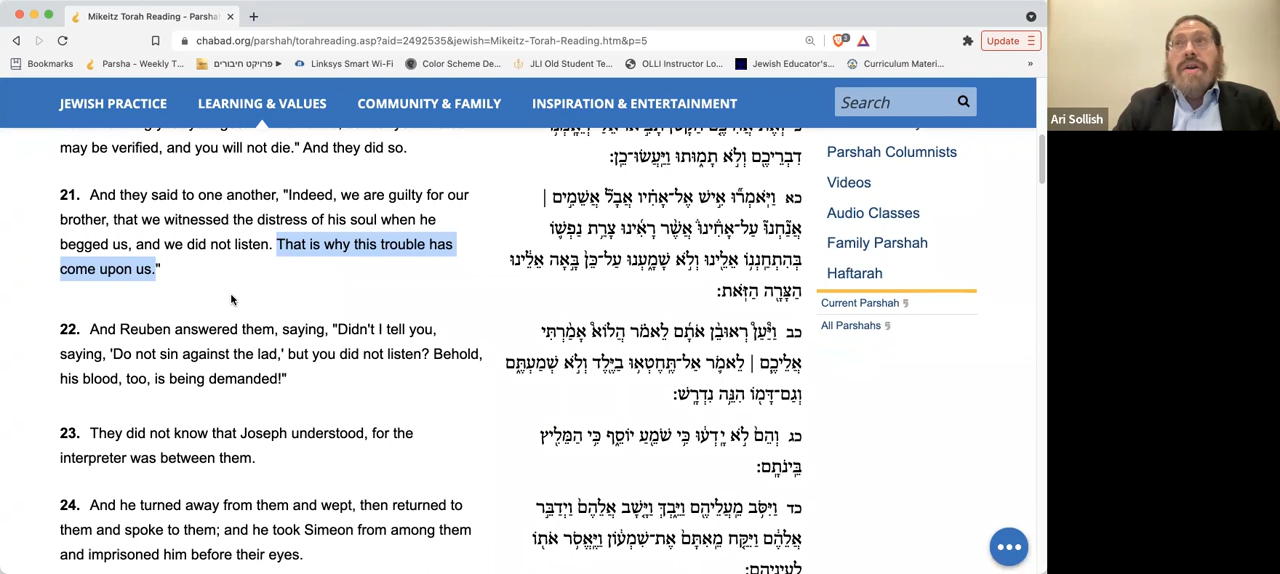 Mikeitz Torah Reading - Parsha
chabad.org/parshah/torahreading.asp?aid=2492535&jewish=Mikeitz-Torah-Reading.htm&p=5
3
Update
Bookmarks
Parsha - Weekly T...
פרוייקט חיבורים
Linksys Smart Wi-Fi
Color Scheme De...
JLI Old Student Te...
OLLI Instructor Lo...
Jewish Educator's...
Curriculum Materi...
»
JEWISH PRACTICE
LEARNING & VALUES
COMMUNITY & FAMILY
INSPIRATION & ENTERTAINMENT
Search
may be verified, and you will not die." And they did so.
21. And they said to one another, "Indeed, we are guilty for our
brother, that we witnessed the distress of his soul when he
begged us, and we did not listen. That is why this trouble has
come upon us."
22. And Reuben answered them, saying, "Didn't I tell you,
saying, 'Do not sin against the lad,' but you did not listen? Behold,
his blood, too, is being demanded!"
23. They did not know that Joseph understood, for the
interpreter was between them.
24. And he turned away from them and wept, then returned to
them and spoke to them; and he took Simeon from among them
and imprisoned him before their eyes.
דִבְרֵיכֶ֖ם וְלֹ֣א תָמ֑וּתוּ וַיַּֽעֲשׂוּ־כֵֽן:
כא וַיֹּֽאמְר֞וּ אִ֣ישׁ אֶל־אָחִ֗יו אֲבָל֘ אֲשֵׁמִ֣ים |
אֲנַ֘חְנוּ֘ עַל־אָחִ֒ינוּ֒ אֲשֶׁ֨ר רָאִ֜ינוּ צָרַ֥ת נַפְשׁ֛וֹ
בְּהִתְחַֽנְנ֥וֹ אֵלֵ֖ינוּ וְלֹ֣א שָׁמָ֑עְנוּ עַל־כֵּן֙ בָּ֣אָה אֵלֵ֔ינוּ
הַצָּרָ֖ה הַזֹּֽאת:
כב וַיַּ֩עַן֩ רְאוּבֵ֨ן אֹתָ֜ם לֵאמֹ֗ר הֲלוֹא֩ אָמַ֨רְתִּי
אֲלֵיכֶ֧ם | לֵאמֹ֛ר אַל־תֶּֽחֶטְא֥וּ בַיֶּ֖לֶד וְלֹ֣א שְׁמַעְתֶּ֑ם
וְגַם־דָּמ֖וֹ הִנֵּ֥ה נִדְרָֽשׁ:
כג וְהֵם֙ לֹ֣א יָֽדְע֔וּ כִּ֥י שֹׁמֵ֖עַ יוֹסֵ֑ף כִּ֥י הַמֵּלִ֖יץ
בֵּֽינֹתָֽם:
כד וַיִּסֹּ֥ב מֵֽעֲלֵיהֶ֖ם וַיֵּ֑בְךְּ וַיָּ֤שָׁב אֲלֵהֶם֙ וַיְדַבֵּ֣ר
אֲלֵהֶ֔ם וַיִּקַּ֤ח מֵֽאִתָּם֙ אֶת־שִׁמְע֔וֹן וַיֶּֽאֱסֹ֥ר אֹת֖וֹ
לְעֵֽינֵיהֶֽם:
Parshah Columnists
Videos
Audio Classes
Family Parshah
Haftarah
Current Parshah
All Parshahs
Ari Sollish